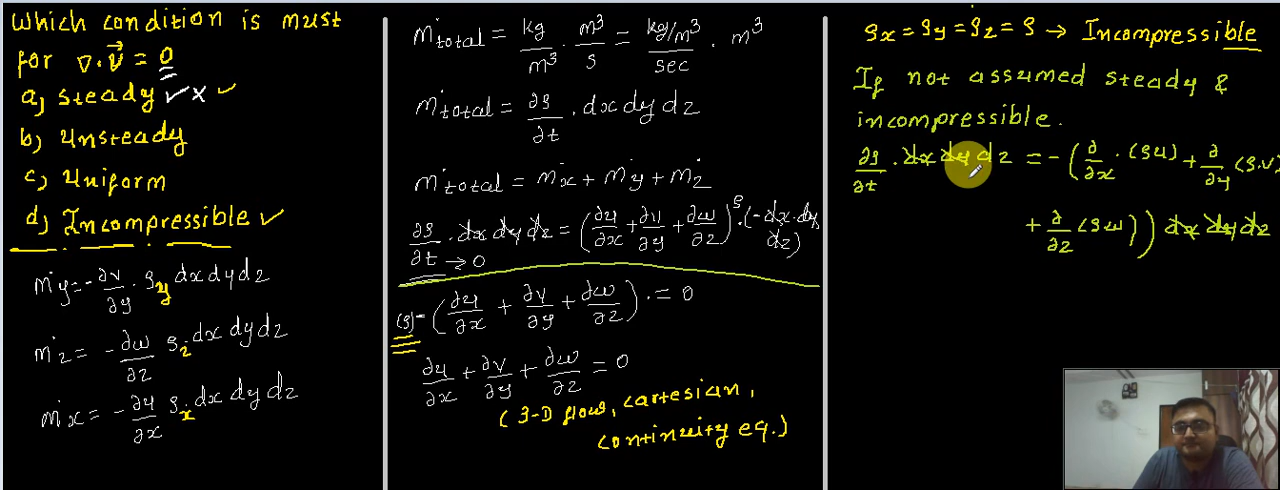 Which condition is must
for ∇.V⃗ = 0
a) steady ✓ x ✓
b) Unsteady
c) Uniform
d) Incompressible ✓
ṁy = -∂v/∂y . ρy dx dy dz
ṁz = -∂w/∂z ρz dx dy dz
ṁx = -∂u/∂x ρx dx dy dz
ṁtotal = kg/m³ . m³/s = kg/m³/sec . m³
ṁtotal = ∂ρ/∂t . dx dy dz
ṁtotal = ṁx + ṁy + ṁz
∂ρ/∂t . dx dy dz = (∂u/∂x + ∂v/∂y + ∂w/∂z) ρ . (-dx . dy dz)
→ 0
(ρ) - (∂u/∂x + ∂v/∂y + ∂w/∂z) . = 0
∂u/∂x + ∂v/∂y + ∂w/∂z = 0
(3-D flow, cartesian,
continuity eq.)
ρx = ρy = ρz = ρ → Incompressible
If not assumed steady &
incompressible.
∂ρ/∂t . dx dy dz = -(∂/∂x . (ρu) + ∂/∂y (ρ.v)
+ ∂/∂z (ρw)) dx dy dz